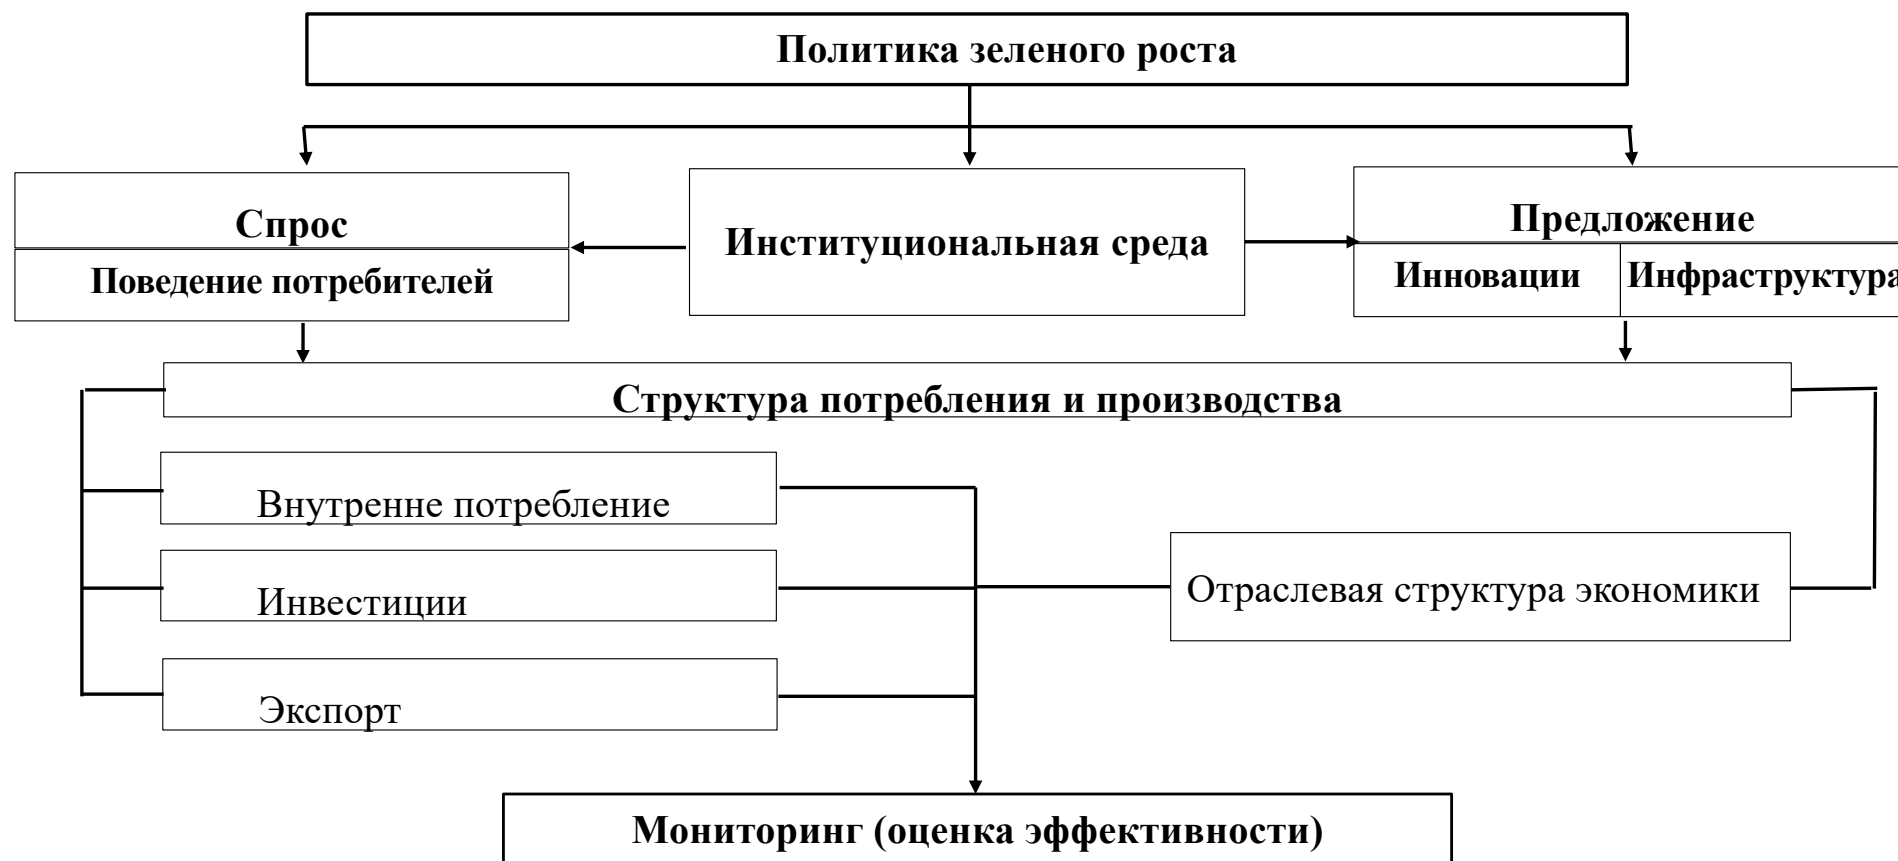 Политика зеленого роста
Спрос
Поведение потребителей
Институциональная среда
Предложение
Инновации
Инфраструктура
Структура потребления и производства
Внутренне потребление
Инвестиции
Экспорт
Отраслевая структура экономики
Мониторинг (оценка эффективности)